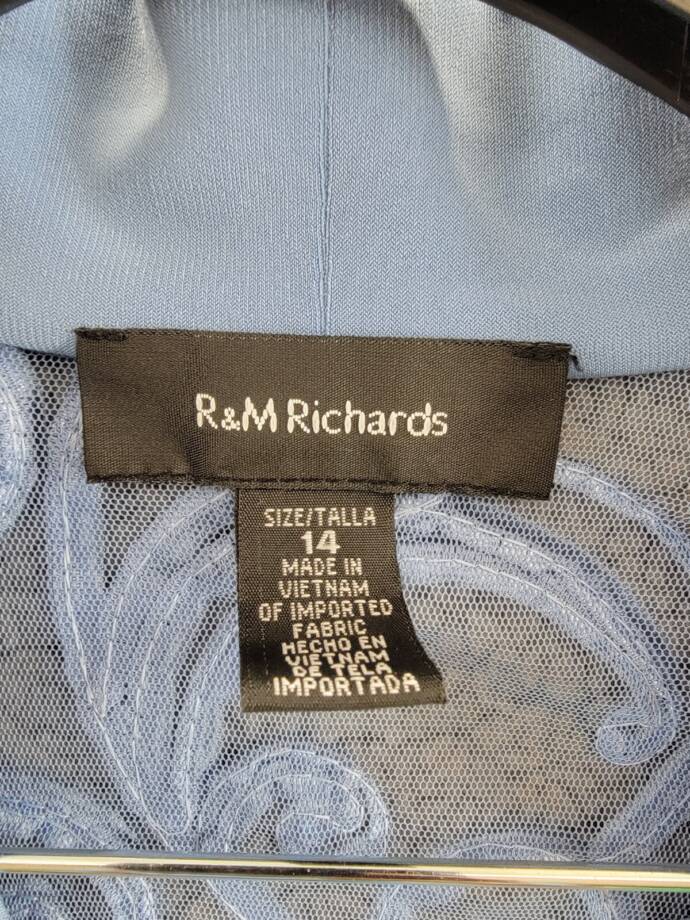 R&M Richards
SIZE/TALLA
14
MADE IN
VIETNAM
OF IMPORTED
FABRIC
HECHO EN
VIETNAM
DE TELA
IMPORTADA